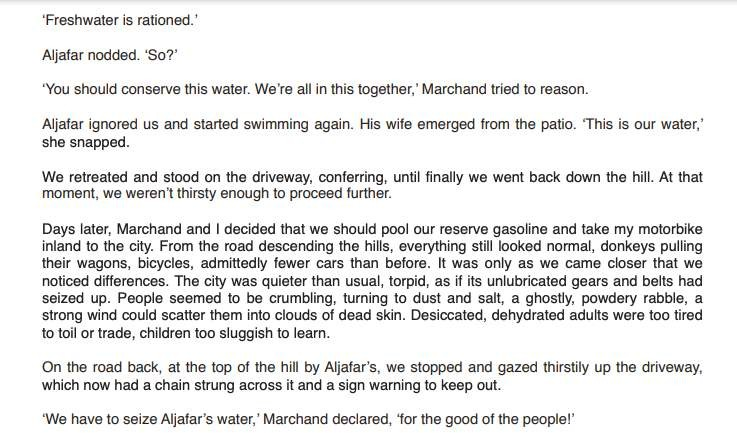 ‘Freshwater is rationed.’
Aljafar nodded. ‘So?’
‘You should conserve this water. We’re all in this together,’ Marchand tried to reason.
Aljafar ignored us and started swimming again. His wife emerged from the patio. ‘This is our water,’
she snapped.
We retreated and stood on the driveway, conferring, until finally we went back down the hill. At that
moment, we weren’t thirsty enough to proceed further.
Days later, Marchand and I decided that we should pool our reserve gasoline and take my motorbike
inland to the city. From the road descending the hills, everything still looked normal, donkeys pulling
their wagons, bicycles, admittedly fewer cars than before. It was only as we came closer that we
noticed differences. The city was quieter than usual, torpid, as if its unlubricated gears and belts had
seized up. People seemed to be crumbling, turning to dust and salt, a ghostly, powdery rabble, a
strong wind could scatter them into clouds of dead skin. Desiccated, dehydrated adults were too tired
to toil or trade, children too sluggish to learn.
On the road back, at the top of the hill by Aljafar’s, we stopped and gazed thirstily up the driveway,
which now had a chain strung across it and a sign warning to keep out.
‘We have to seize Aljafar’s water,’ Marchand declared, ‘for the good of the people!’